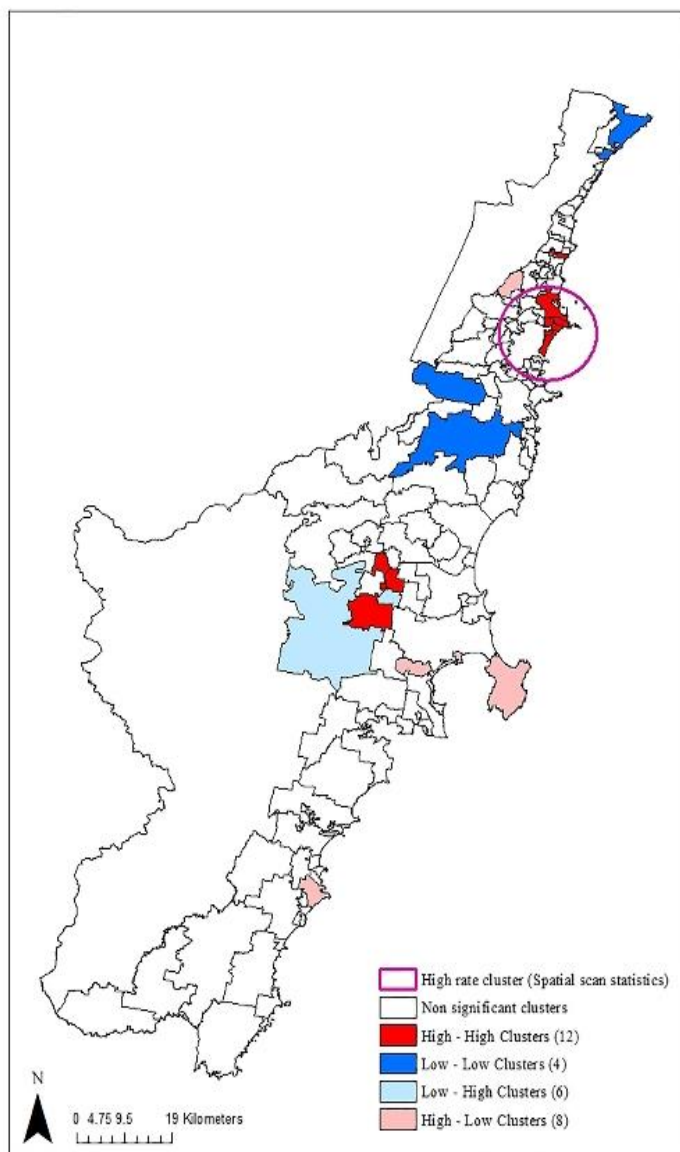 High rate cluster (Spatial scan statistics)
Non significant clusters
High - High Clusters (12)
Low - Low Clusters (4)
Low - High Clusters (6)
High - Low Clusters (8)
N
0 4.75 9.5 19 Kilometers